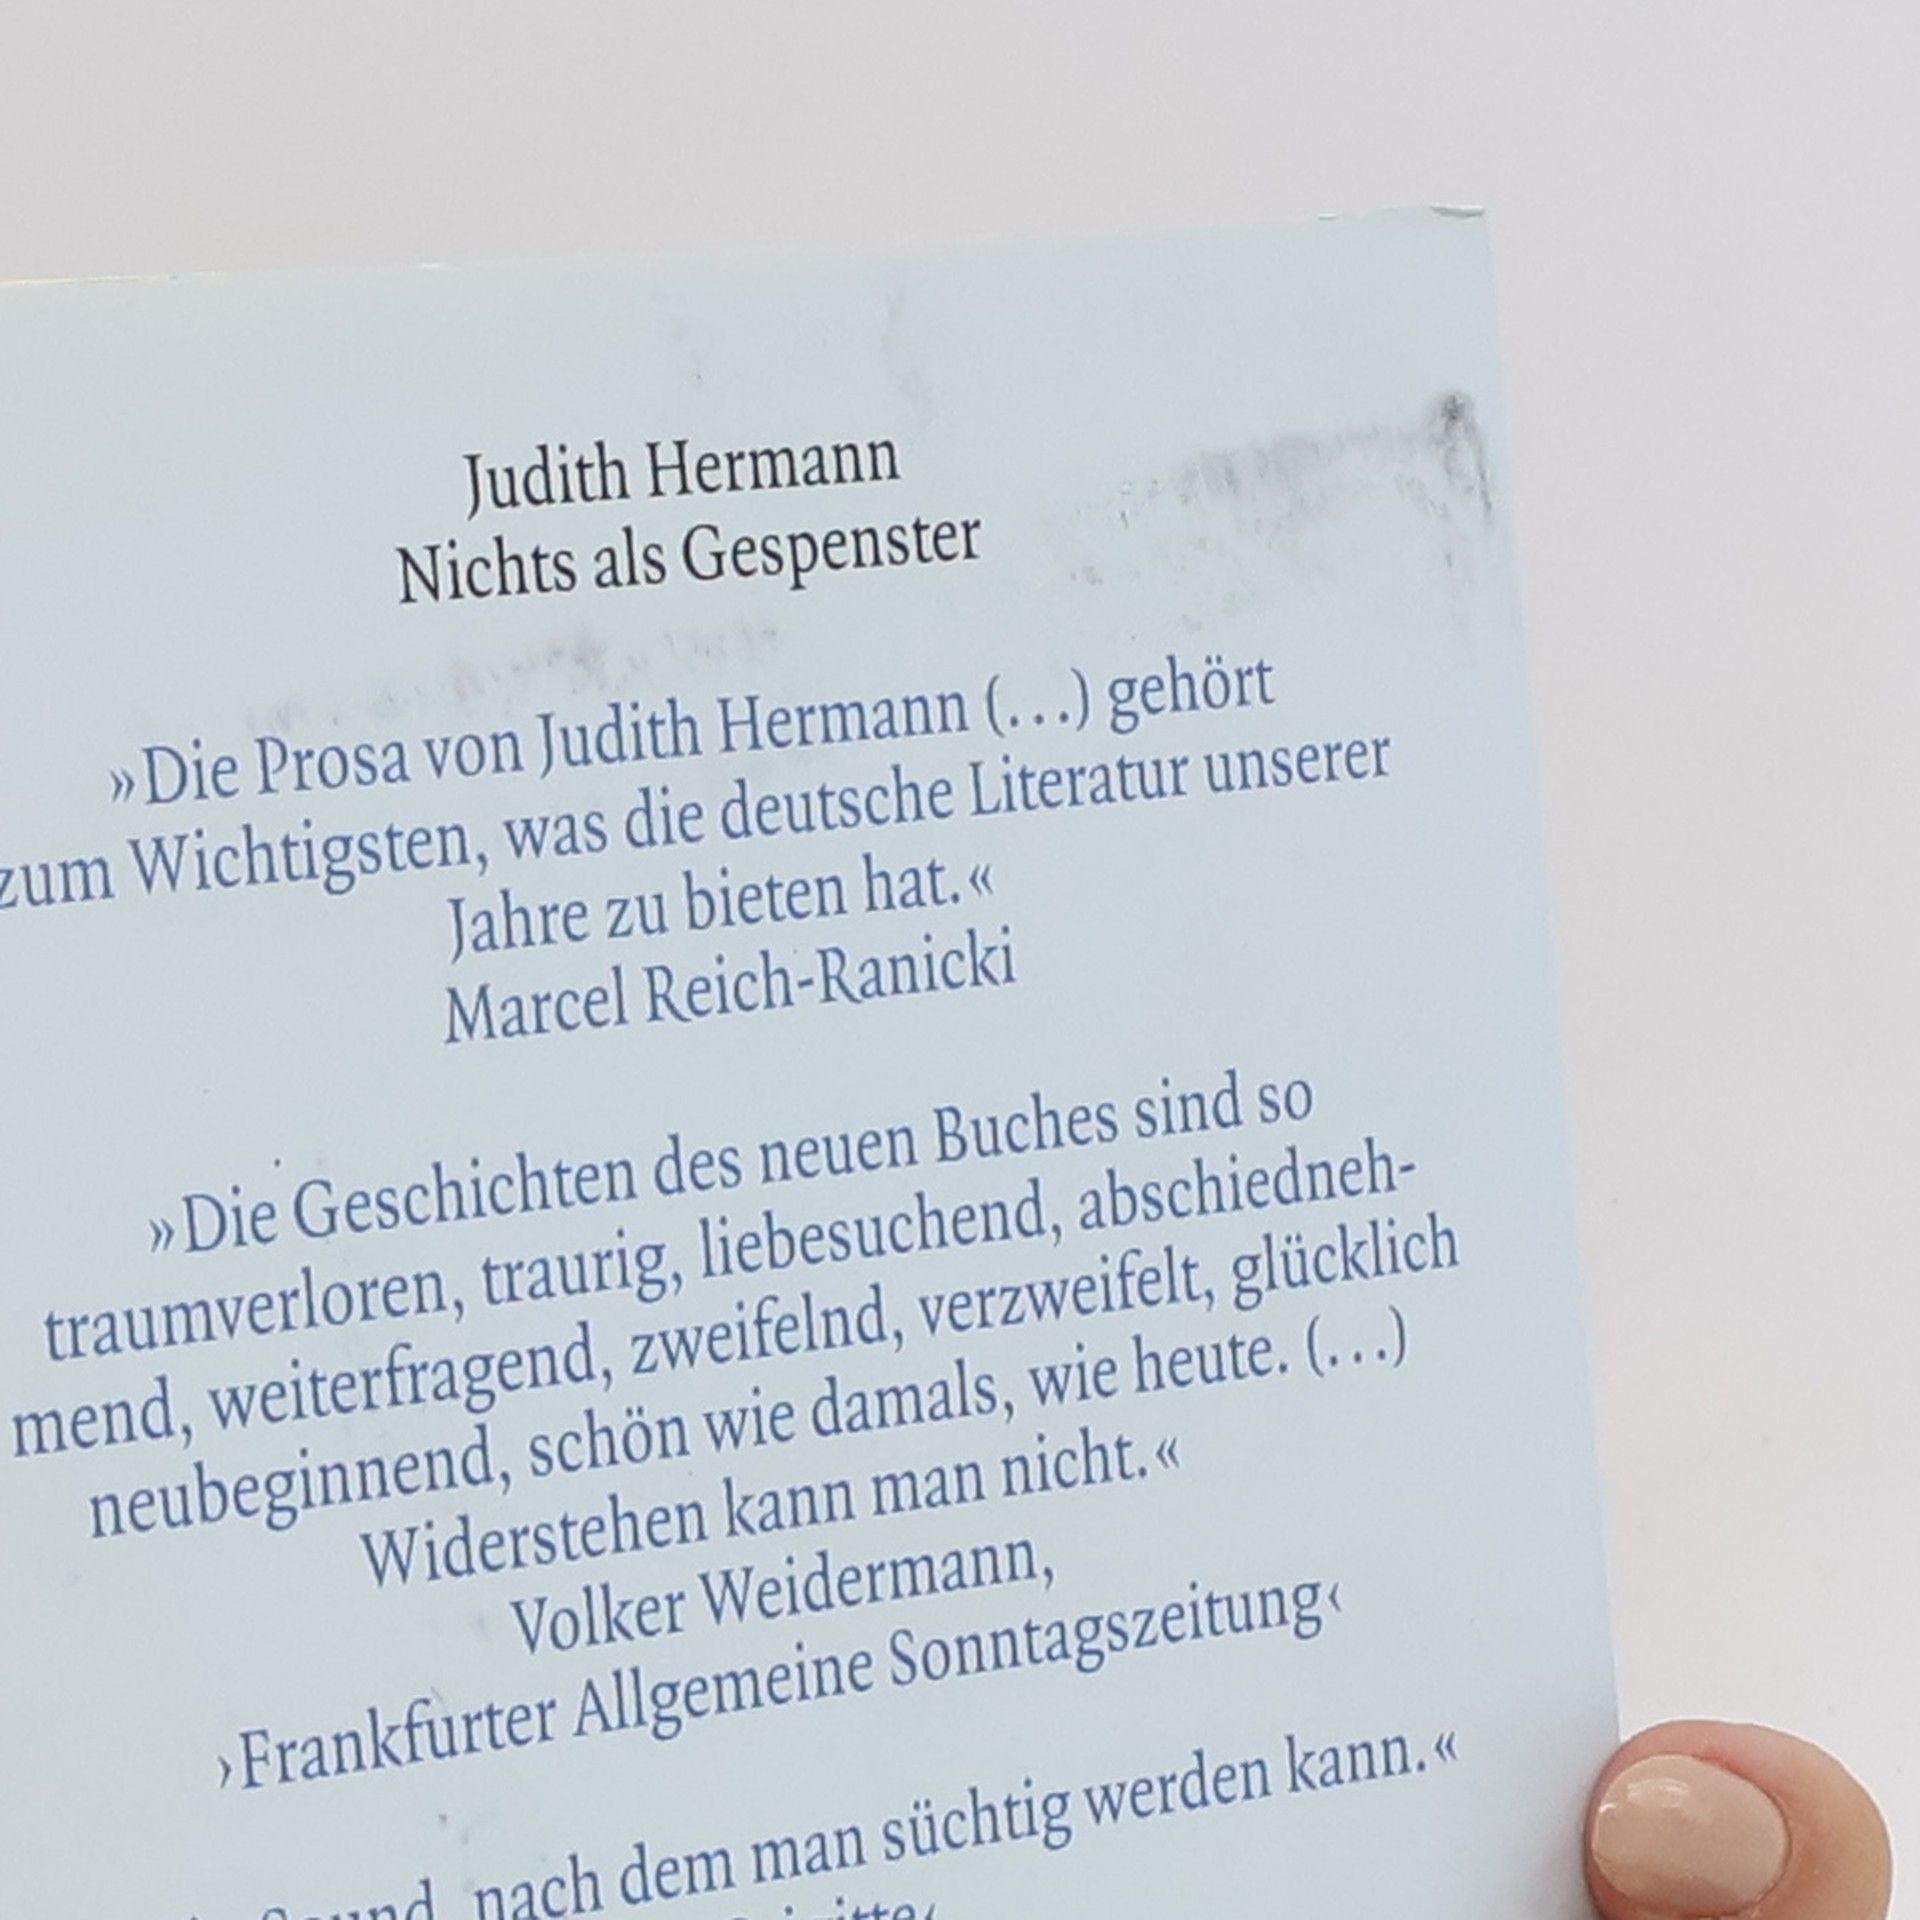 Judith Hermann
Nichts als Gespenster
»Die Prosa von Judith Hermann (...) gehört
zum Wichtigsten, was die deutsche Literatur unserer
Jahre zu bieten hat.«
Marcel Reich-Ranicki
»Die Geschichten des neuen Buches sind so
traumverloren, traurig, liebesuchend, abschiedneh-
mend, weiterfragend, zweifelnd, verzweifelt, glücklich
neubeginnend, schön wie damals, wie heute. (...)
Widerstehen kann man nicht.«
Volker Weidermann,
›Frankfurter Allgemeine Sonntagszeitung‹
Sound, nach dem man süchtig werden kann.«